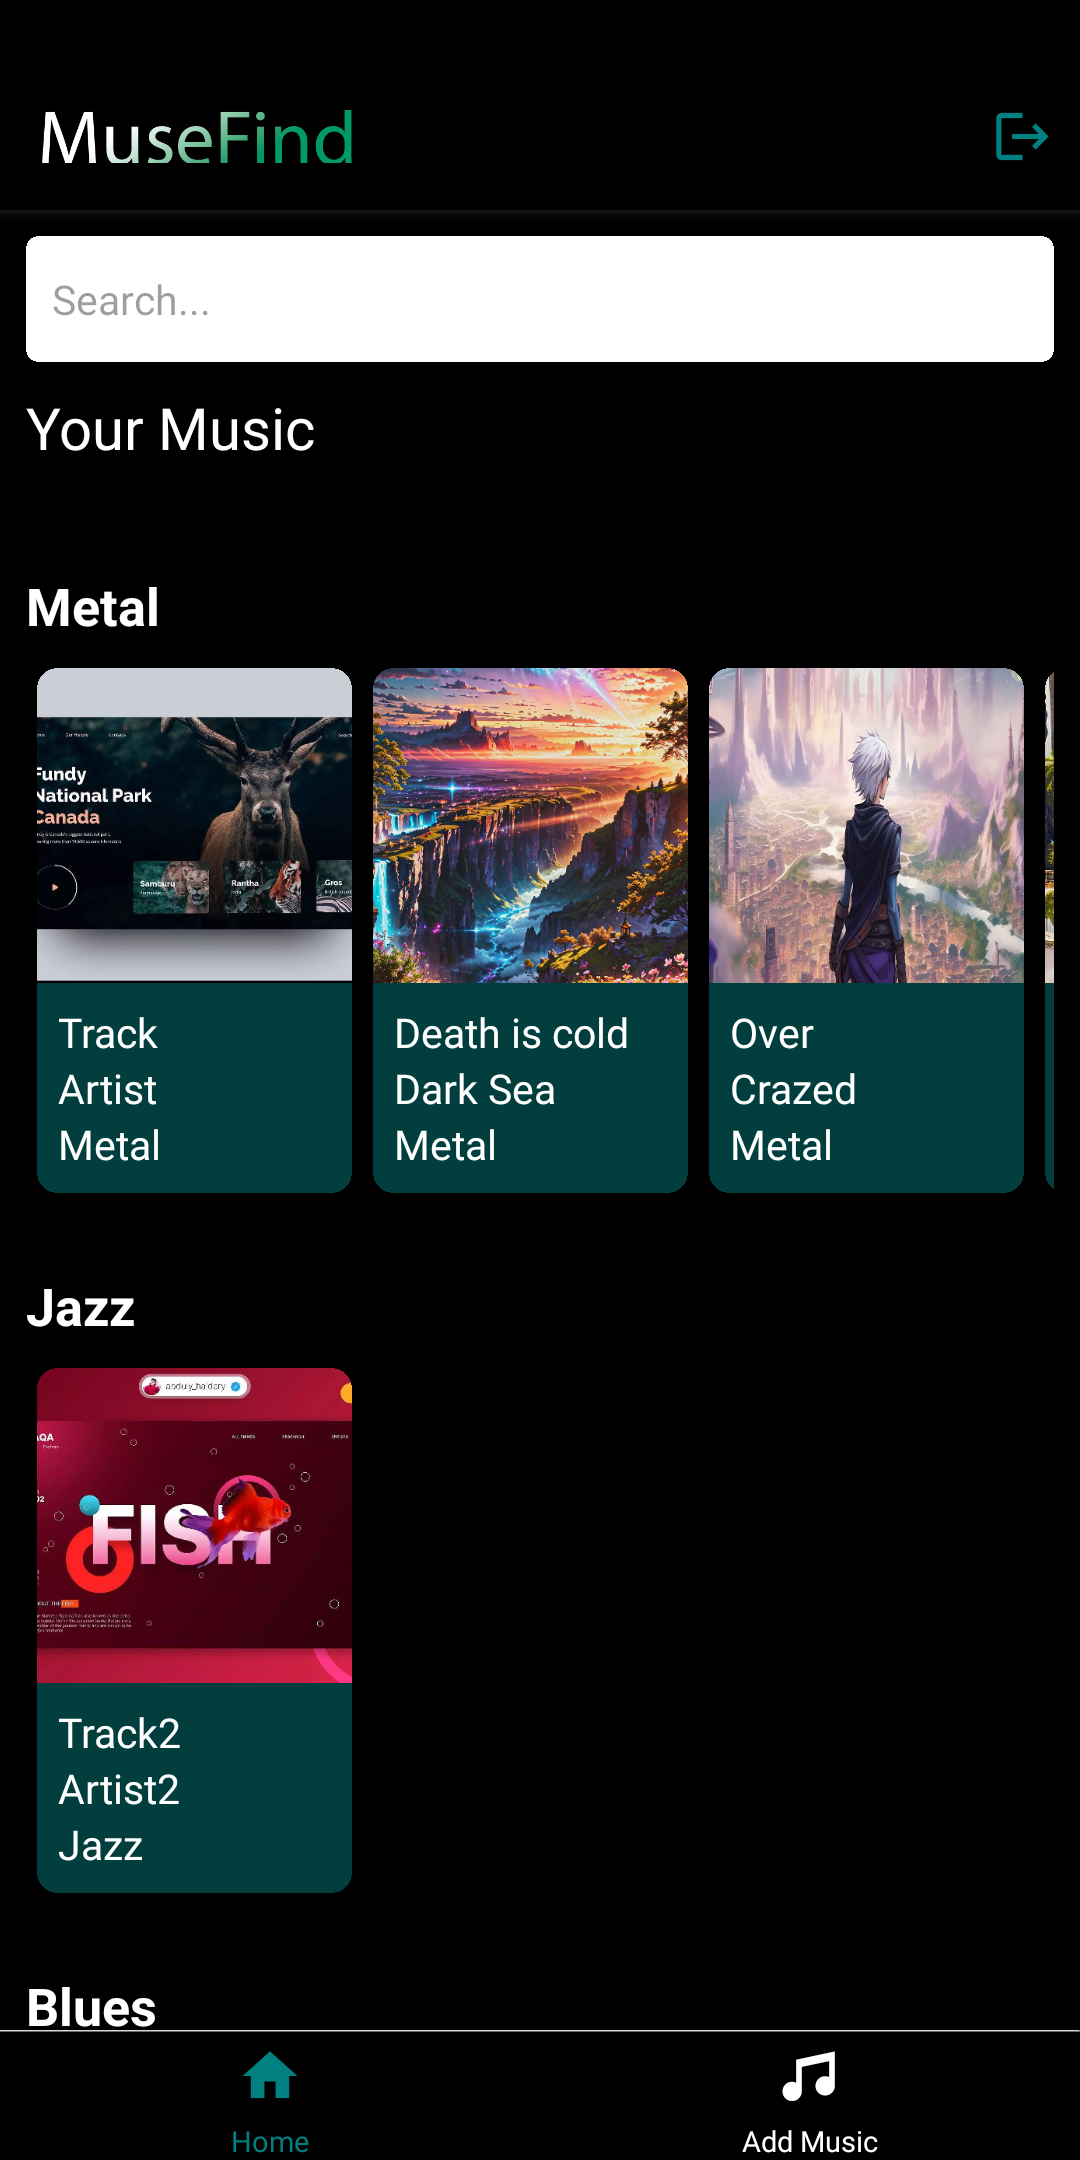 MuseFind
Search...
Your Music
Metal
Fundy
National Park
Canada
Samburu
Rantha
Gros
Track
Artist
Metal
Death is cold
Dark Sea
Metal
Over
Crazed
Metal
Jazz
FISH
Track2
Artist2
Jazz
Blues
Home
Add Music